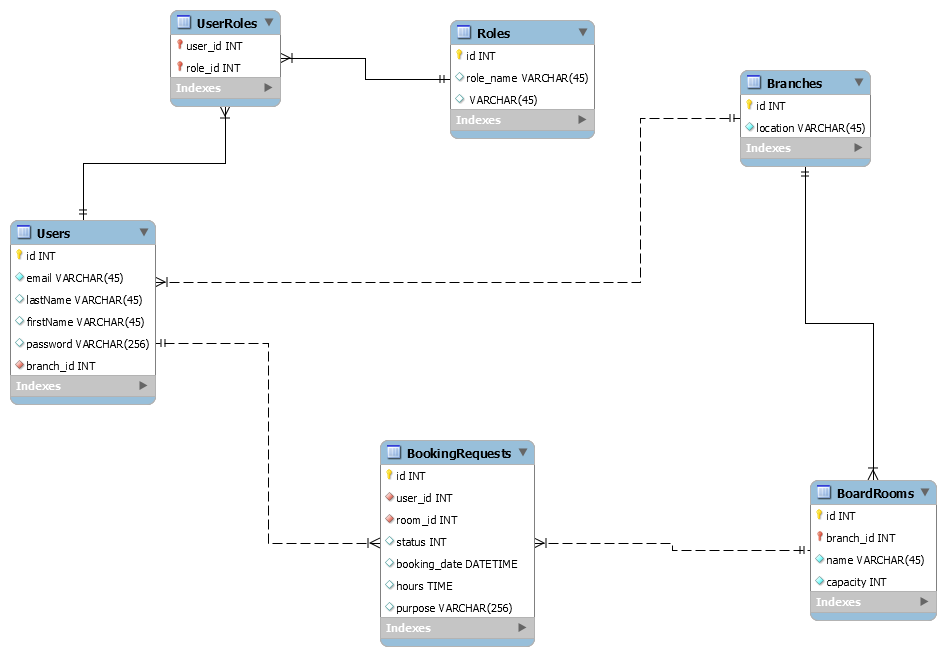 UserRoles
user_id INT
role_id INT
Indexes
Roles
id INT
role_name VARCHAR(45)
VARCHAR(45)
Indexes
Branches
id INT
location VARCHAR(45)
Indexes
Users
id INT
email VARCHAR(45)
lastName VARCHAR(45)
firstName VARCHAR(45)
password VARCHAR(256)
branch_id INT
Indexes
BookingRequests
id INT
user_id INT
room_id INT
status INT
booking_date DATETIME
hours TIME
purpose VARCHAR(256)
Indexes
BoardRooms
id INT
branch_id INT
name VARCHAR(45)
capacity INT
Indexes